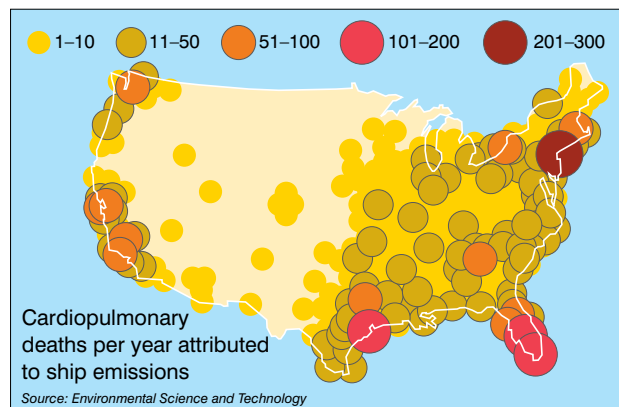 1–10 11–50 51–100 101–200 201–300
Cardiopulmonary
deaths per year attributed
to ship emissions
Source: Environmental Science and Technology